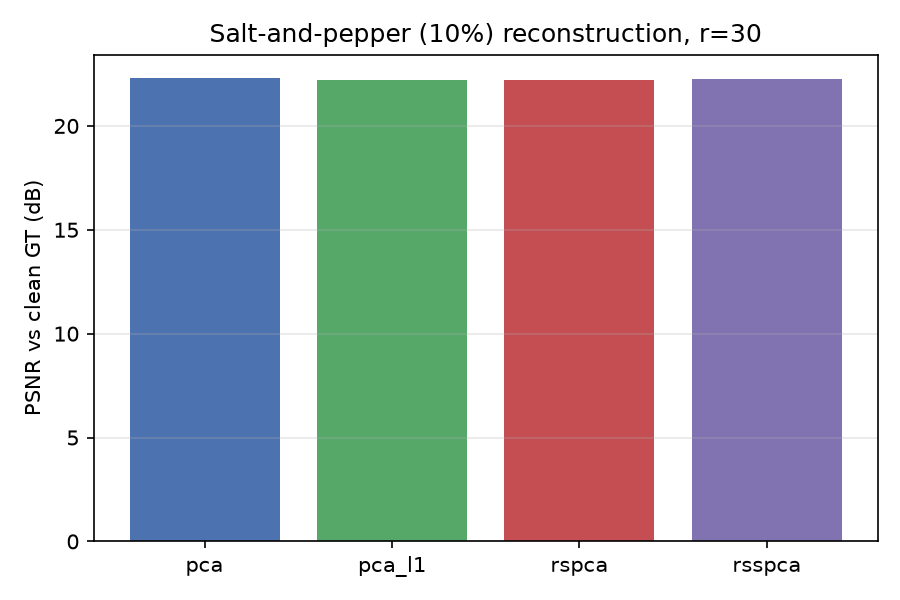 Salt-and-pepper (10%) reconstruction, r=30
PSNR vs clean GT (dB)
20
15
10
5
0
pca
pca_l1
rspca
rsspca